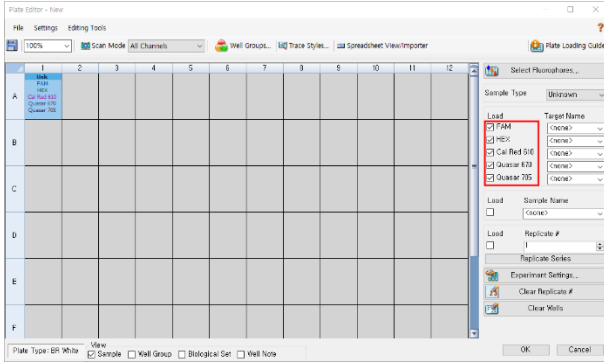 Plate Editor - New
File Settings Editing Tools ?
100% Scan Mode All Channels Well Groups... Trace Styles... Spreadsheet View/Importer Plate Loading Guide
1 2 3 4 5 6 7 8 9 10 11 12
Select Fluorophores...
A
Unk
FAM
HEX
Cal Red 610
Quasar 670
Quasar 705
Sample Type Unknown
Load Target Name
FAM <none>
HEX <none>
Cal Red 610 <none>
Quasar 670 <none>
Quasar 705 <none>
B
C
Load Sample Name
<none>
D
Load Replicate #
1
Replicate Series
E
Experiment Settings...
Clear Replicate #
Clear Wells
F
Plate Type: BR White View Sample Well Group Biological Set Well Note
OK Cancel